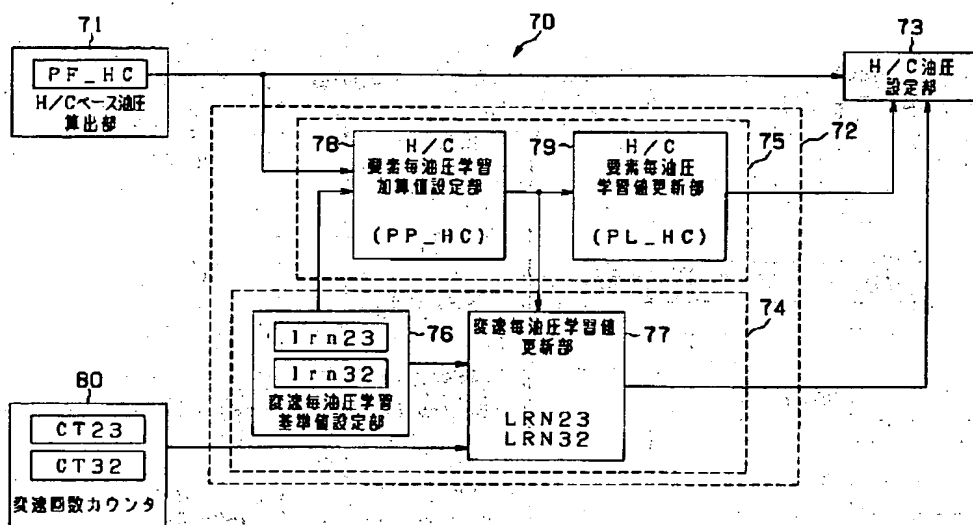 70
71
PF_HC
H/Cベース油圧
算出部
73
H/C油圧
設定部
72
75
78
H/C
要素毎油圧学習
加算値設定部
(PP_HC)
79
H/C
要素毎油圧
学習値更新部
(PL_HC)
74
76
lrn23
lrn32
変速毎油圧学習
基準値設定部
77
変速毎油圧学習値
更新部
LRN23
LRN32
80
CT23
CT32
変速回数カウンタ